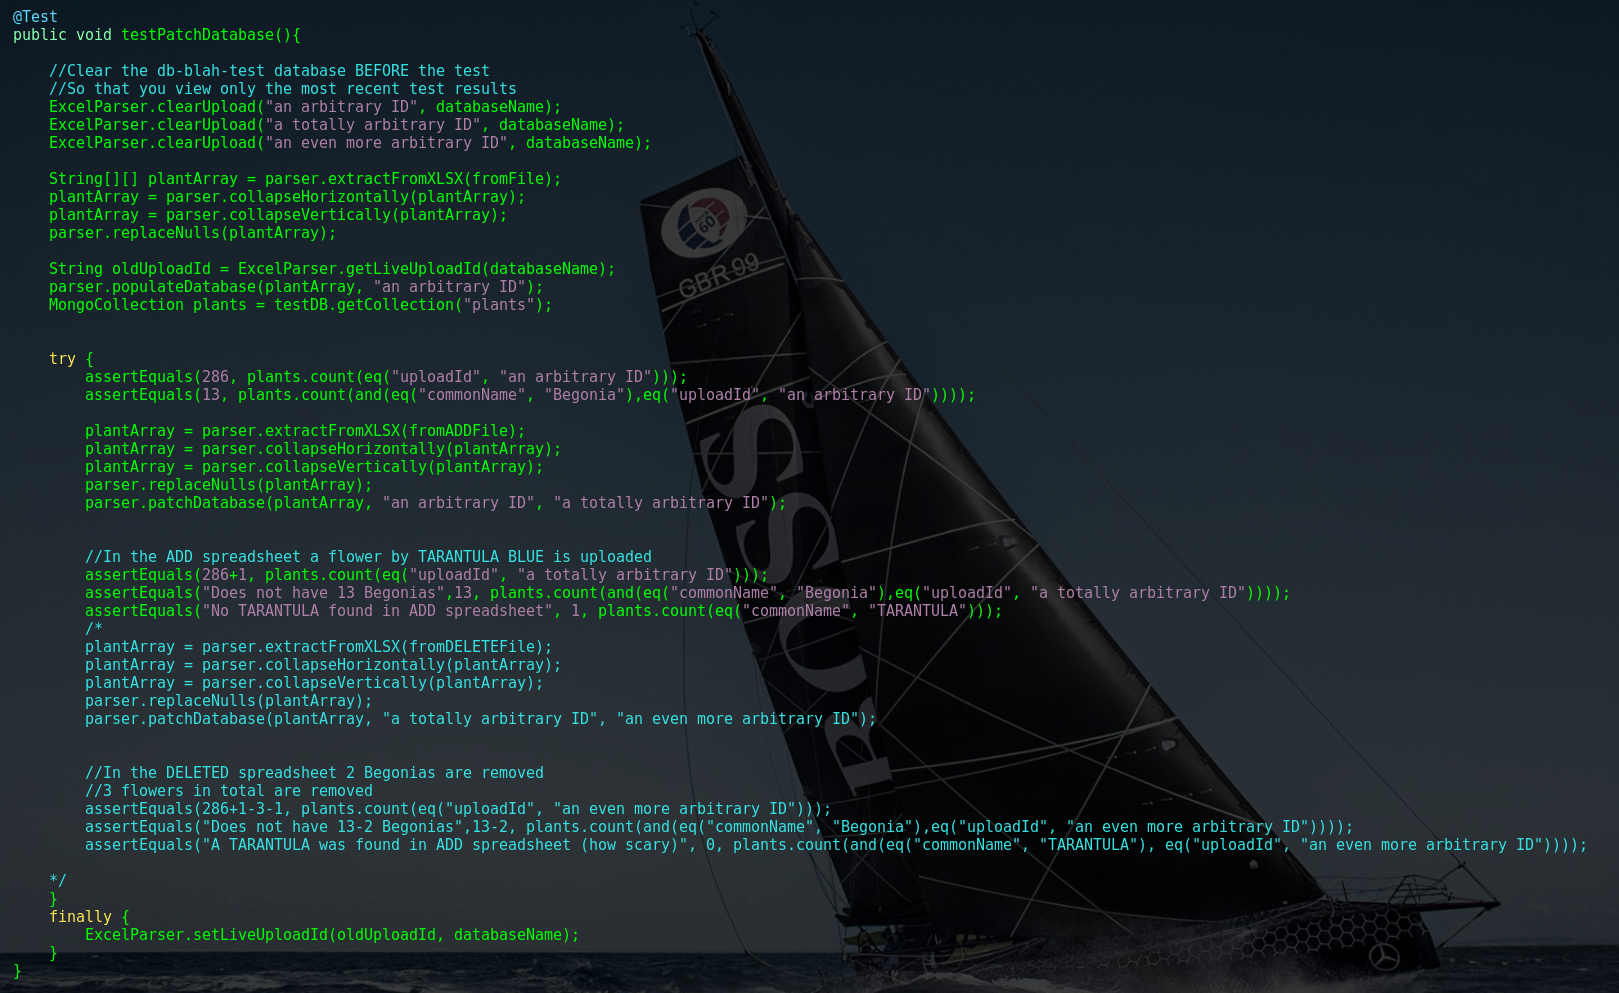 @Test
public void testPatchDatabase(){
//Clear the db-blah-test database BEFORE the test
//So that you view only the most recent test results
ExcelParser.clearUpload("an arbitrary ID", databaseName);
ExcelParser.clearUpload("a totally arbitrary ID", databaseName);
ExcelParser.clearUpload("an even more arbitrary ID", databaseName);
String[][] plantArray = parser.extractFromXLSX(fromFile);
plantArray = parser.collapseHorizontally(plantArray);
plantArray = parser.collapseVertically(plantArray);
parser.replaceNulls(plantArray);
String oldUploadId = ExcelParser.getLiveUploadId(databaseName);
parser.populateDatabase(plantArray, "an arbitrary ID");
MongoCollection plants = testDB.getCollection("plants");
try {
assertEquals(286, plants.count(eq("uploadId", "an arbitrary ID")));
assertEquals(13, plants.count(and(eq("commonName", "Begonia"),eq("uploadId", "an arbitrary ID"))));
plantArray = parser.extractFromXLSX(fromADDFile);
plantArray = parser.collapseHorizontally(plantArray);
plantArray = parser.collapseVertically(plantArray);
parser.replaceNulls(plantArray);
parser.patchDatabase(plantArray, "an arbitrary ID", "a totally arbitrary ID");
//In the ADD spreadsheet a flower by TARANTULA BLUE is uploaded
assertEquals(286+1, plants.count(eq("uploadId", "a totally arbitrary ID")));
assertEquals("Does not have 13 Begonias",13, plants.count(and(eq("commonName", "Begonia"),eq("uploadId", "a totally arbitrary ID"))));
assertEquals("No TARANTULA found in ADD spreadsheet", 1, plants.count(eq("commonName", "TARANTULA")));
/*
plantArray = parser.extractFromXLSX(fromDELETEFile);
plantArray = parser.collapseHorizontally(plantArray);
plantArray = parser.collapseVertically(plantArray);
parser.replaceNulls(plantArray);
parser.patchDatabase(plantArray, "a totally arbitrary ID", "an even more arbitrary ID");
//In the DELETED spreadsheet 2 Begonias are removed
//3 flowers in total are removed
assertEquals(286+1-3-1, plants.count(eq("uploadId", "an even more arbitrary ID")));
assertEquals("Does not have 13-2 Begonias",13-2, plants.count(and(eq("commonName", "Begonia"),eq("uploadId", "an even more arbitrary ID"))));
assertEquals("A TARANTULA was found in ADD spreadsheet (how scary)", 0, plants.count(and(eq("commonName", "TARANTULA"), eq("uploadId", "an even more arbitrary ID"))));
*/
}
finally {
ExcelParser.setLiveUploadId(oldUploadId, databaseName);
}
}
60
GBR 99
BOSS